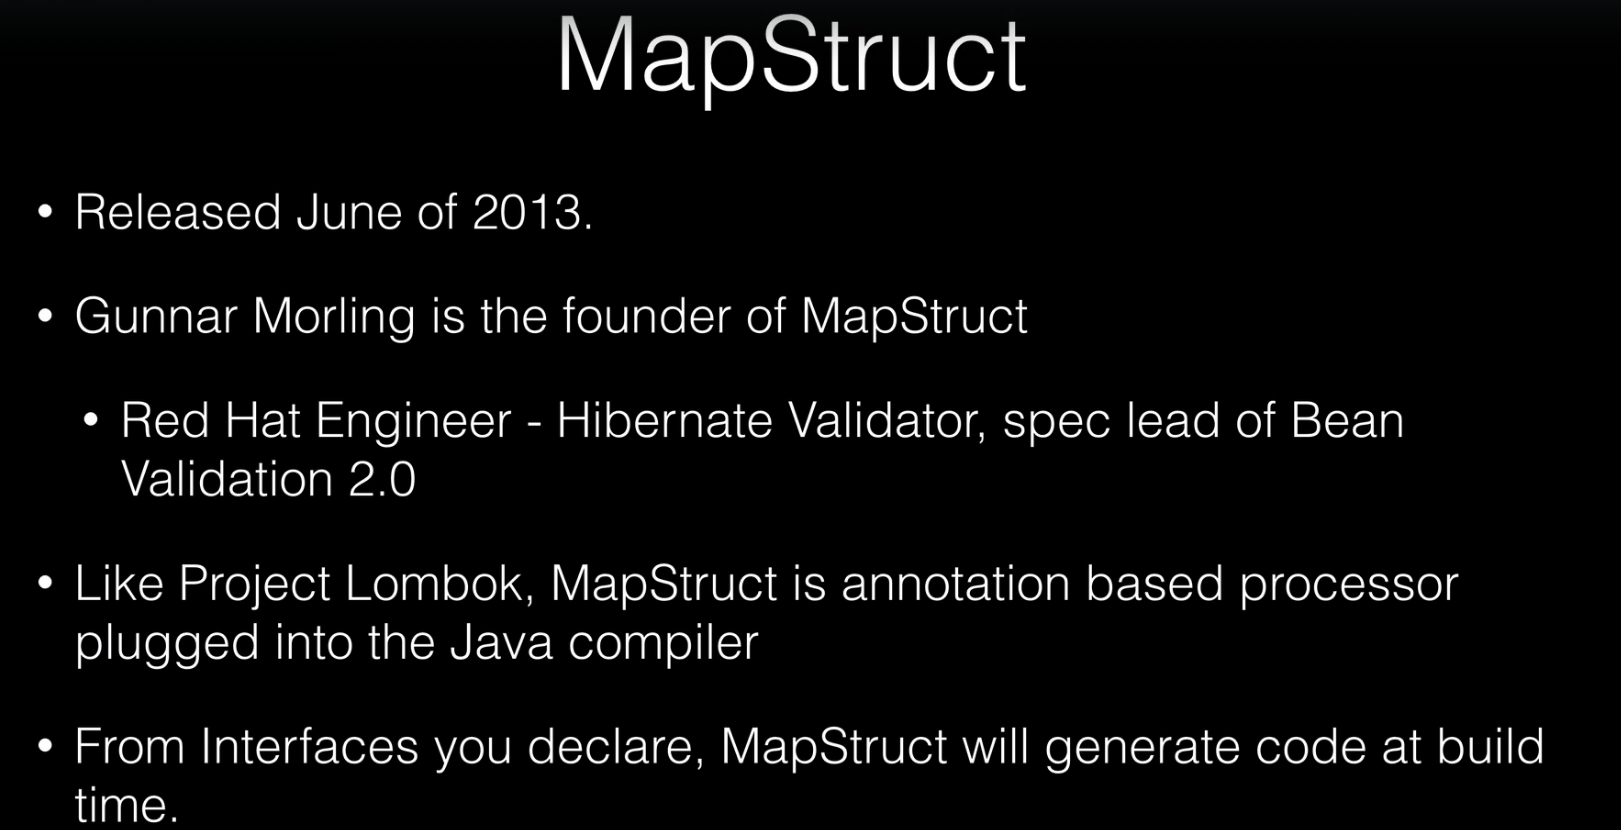 MapStruct
• Released June of 2013.
• Gunnar Morling is the founder of MapStruct
• Red Hat Engineer - Hibernate Validator, spec lead of Bean
Validation 2.0
• Like Project Lombok, MapStruct is annotation based processor
plugged into the Java compiler
• From Interfaces you declare, MapStruct will generate code at build
time.